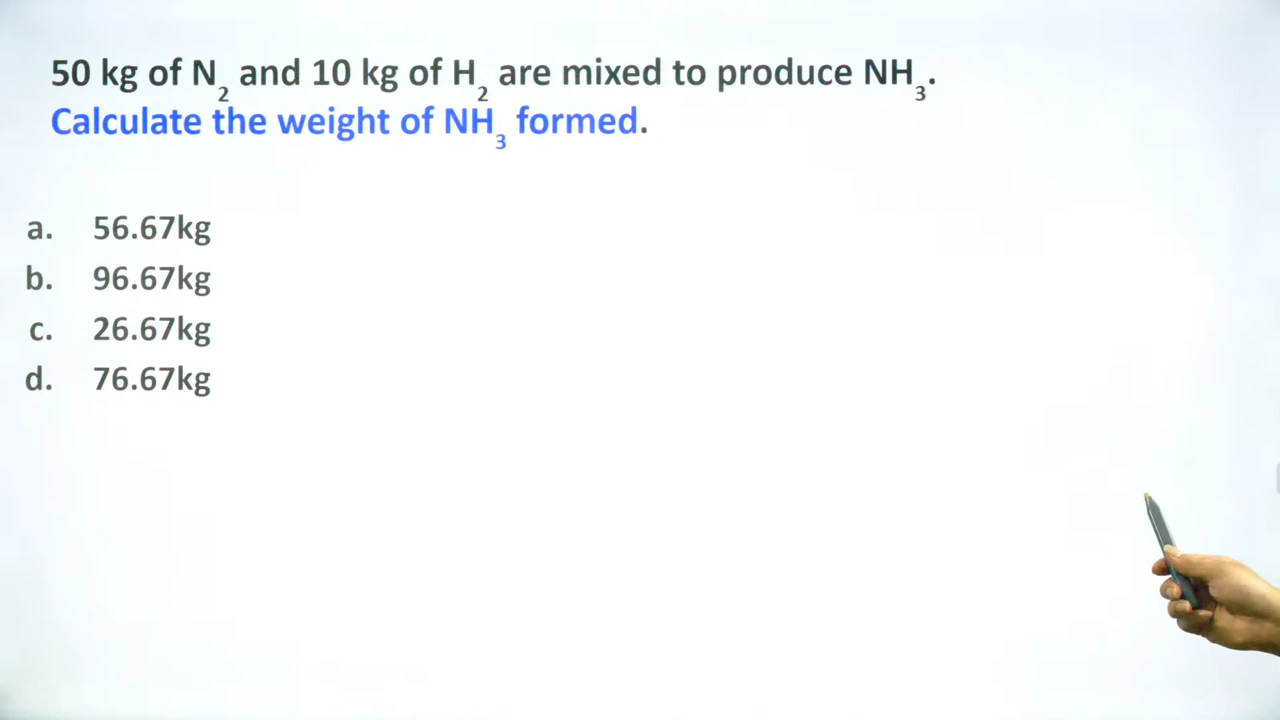 50 kg of N₂ and 10 kg of H₂ are mixed to produce NH₃.
Calculate the weight of NH₃ formed.
a. 56.67kg
b. 96.67kg
c. 26.67kg
d. 76.67kg